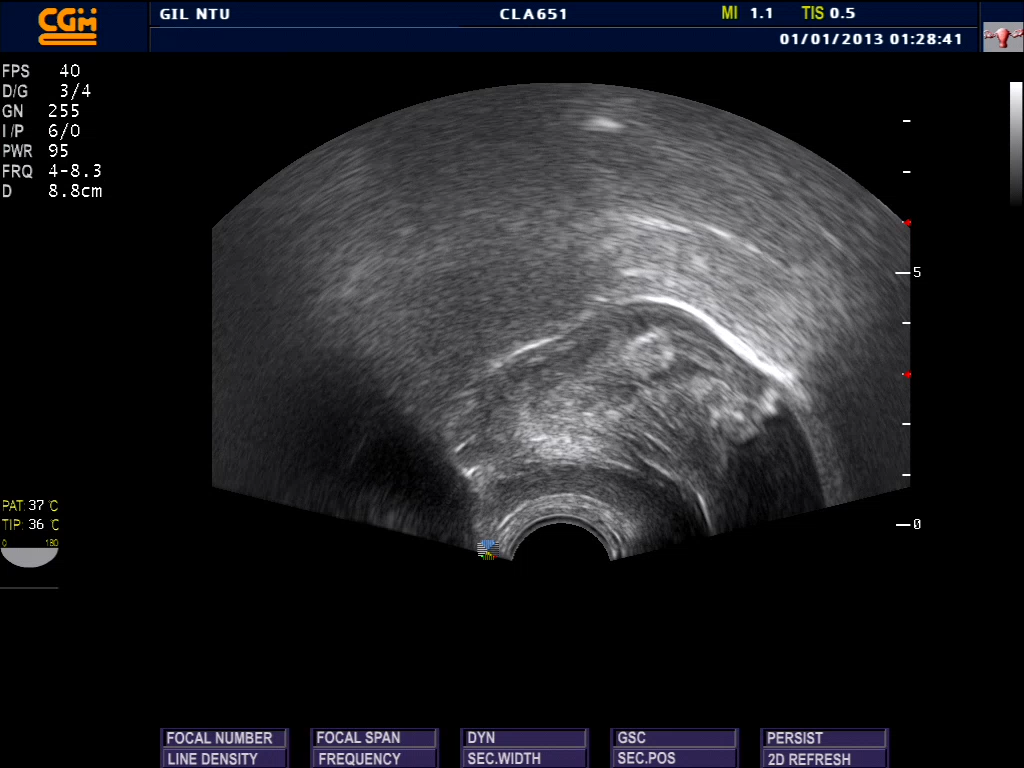 CGM
GIL NTU CLA651 MI 1.1 TIS 0.5
01/01/2013 01:28:41
FPS 40
D/G 3/4
GN 255
I/P 6/0
PWR 95
FRQ 4-8.3
D 8.8cm
5
PAT: 37 °C
TIP: 36 °C
0 180
0
FOCAL NUMBER FOCAL SPAN DYN GSC PERSIST
LINE DENSITY FREQUENCY SEC.WIDTH SEC.POS 2D REFRESH